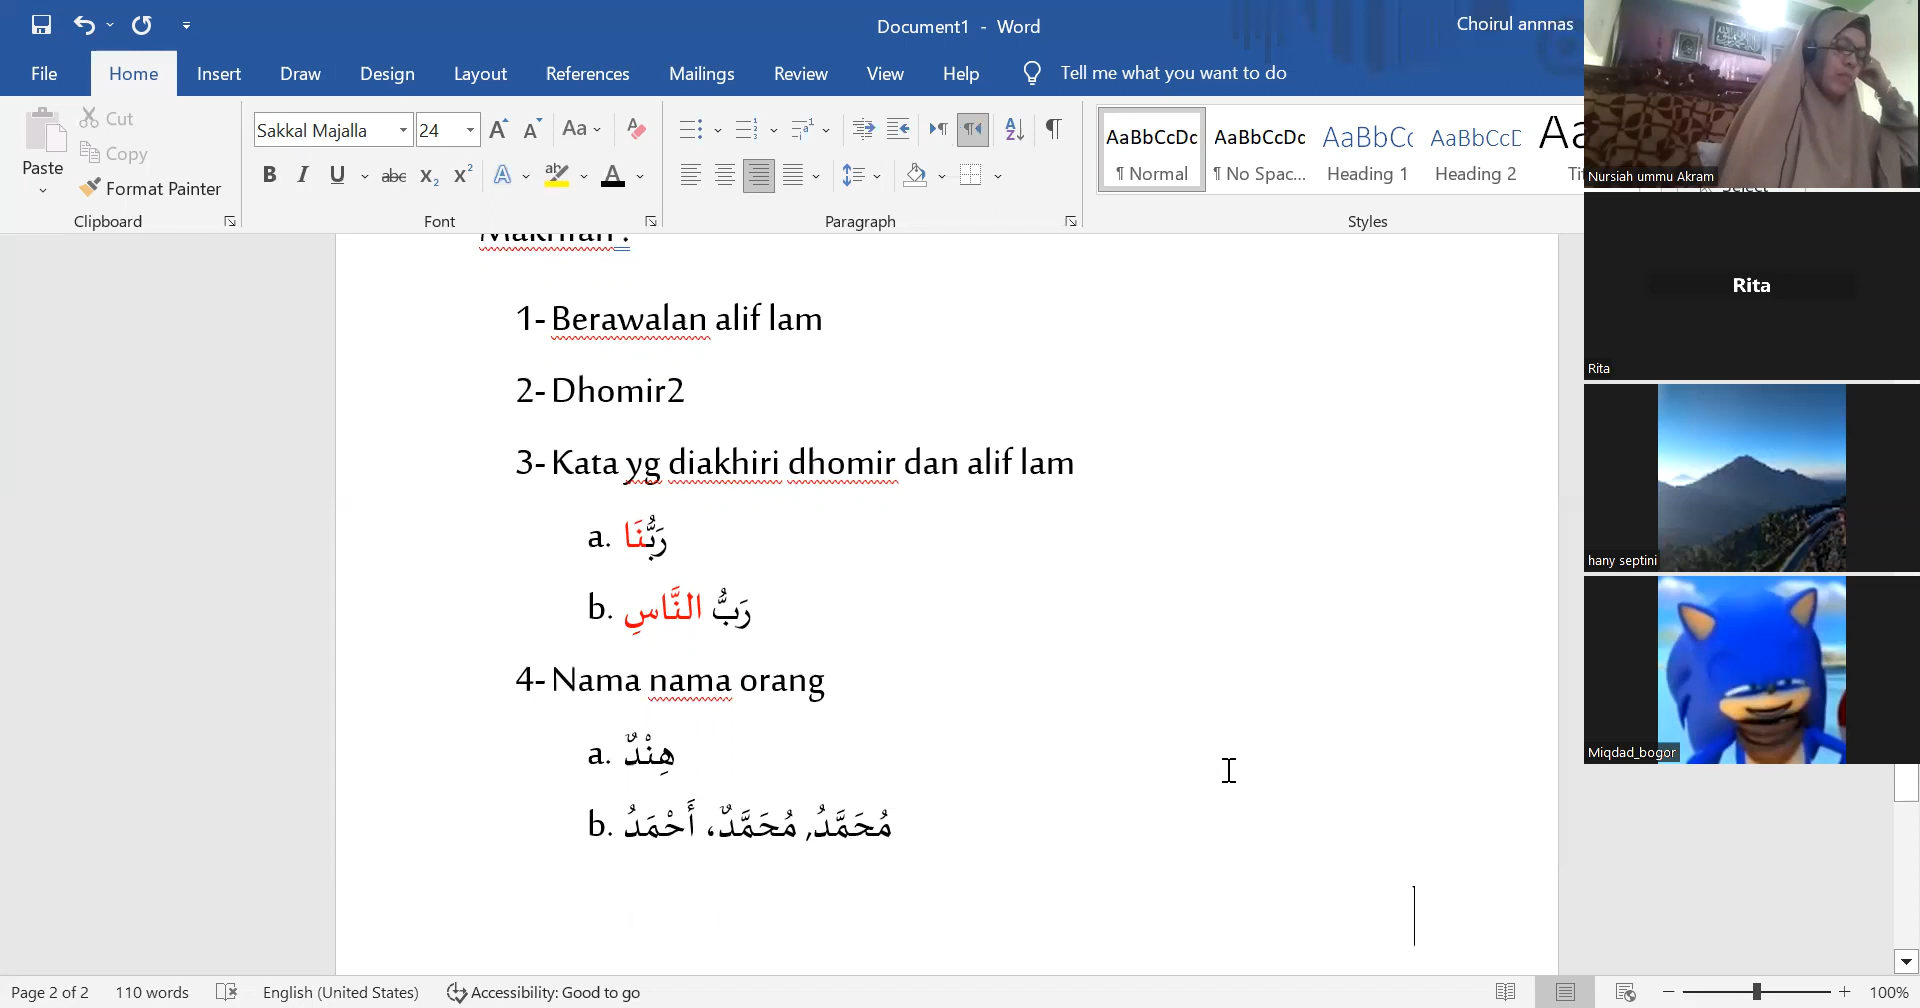 Document1 - Word
Choirul annnas
File Home Insert Draw Design Layout References Mailings Review View Help Tell me what you want to do
Paste
Cut
Copy
Format Painter
Clipboard
Sakkal Majalla 24
Font
Paragraph
AaBbCcDc AaBbCcDc AaBbCc AaBbCcD Aa
¶ Normal ¶ No Spac... Heading 1 Heading 2
Styles
1- Berawalan alif lam
2- Dhomir2
3- Kata yg diakhiri dhomir dan alif lam
a. رَبُّنَا
b. رَبُّ النَّاسِ
4- Nama nama orang
a. هِنْدٌ
b. مُحَمَّدُ, مُحَمَّدٌ، أَحْمَدُ
Nursiah ummu Akram
Rita
Rita
hany septini
Miqdad_bogor
Page 2 of 2 110 words English (United States) Accessibility: Good to go 100%